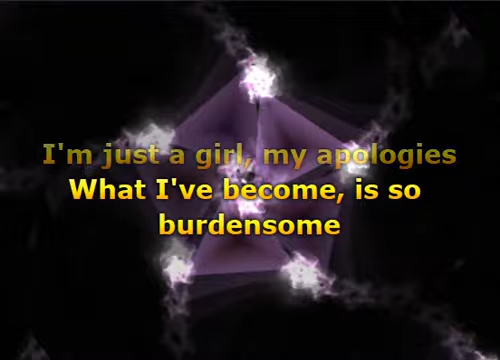 I'm just a girl, my apologies
What I've become, is so
burdensome